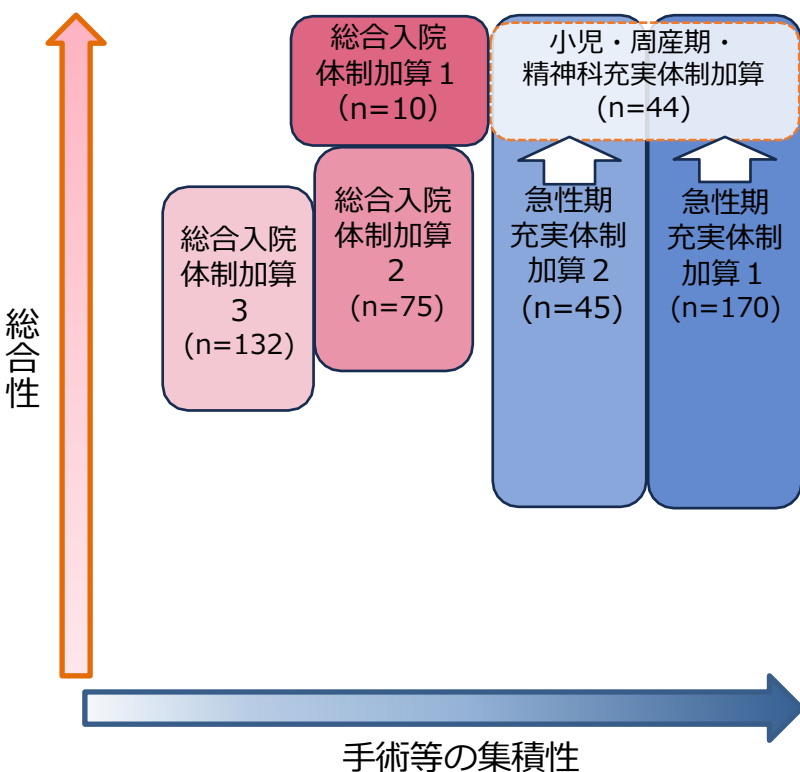 総合入院
体制加算１
（n=10）
小児・周産期・
精神科充実体制加算
(n=44)
総合入院
体制加算
3
(n=132)
総合入院
体制加算
2
(n=75)
急性期
充実体制
加算２
(n=45)
急性期
充実体制
加算１
(n=170)
総合性
手術等の集積性